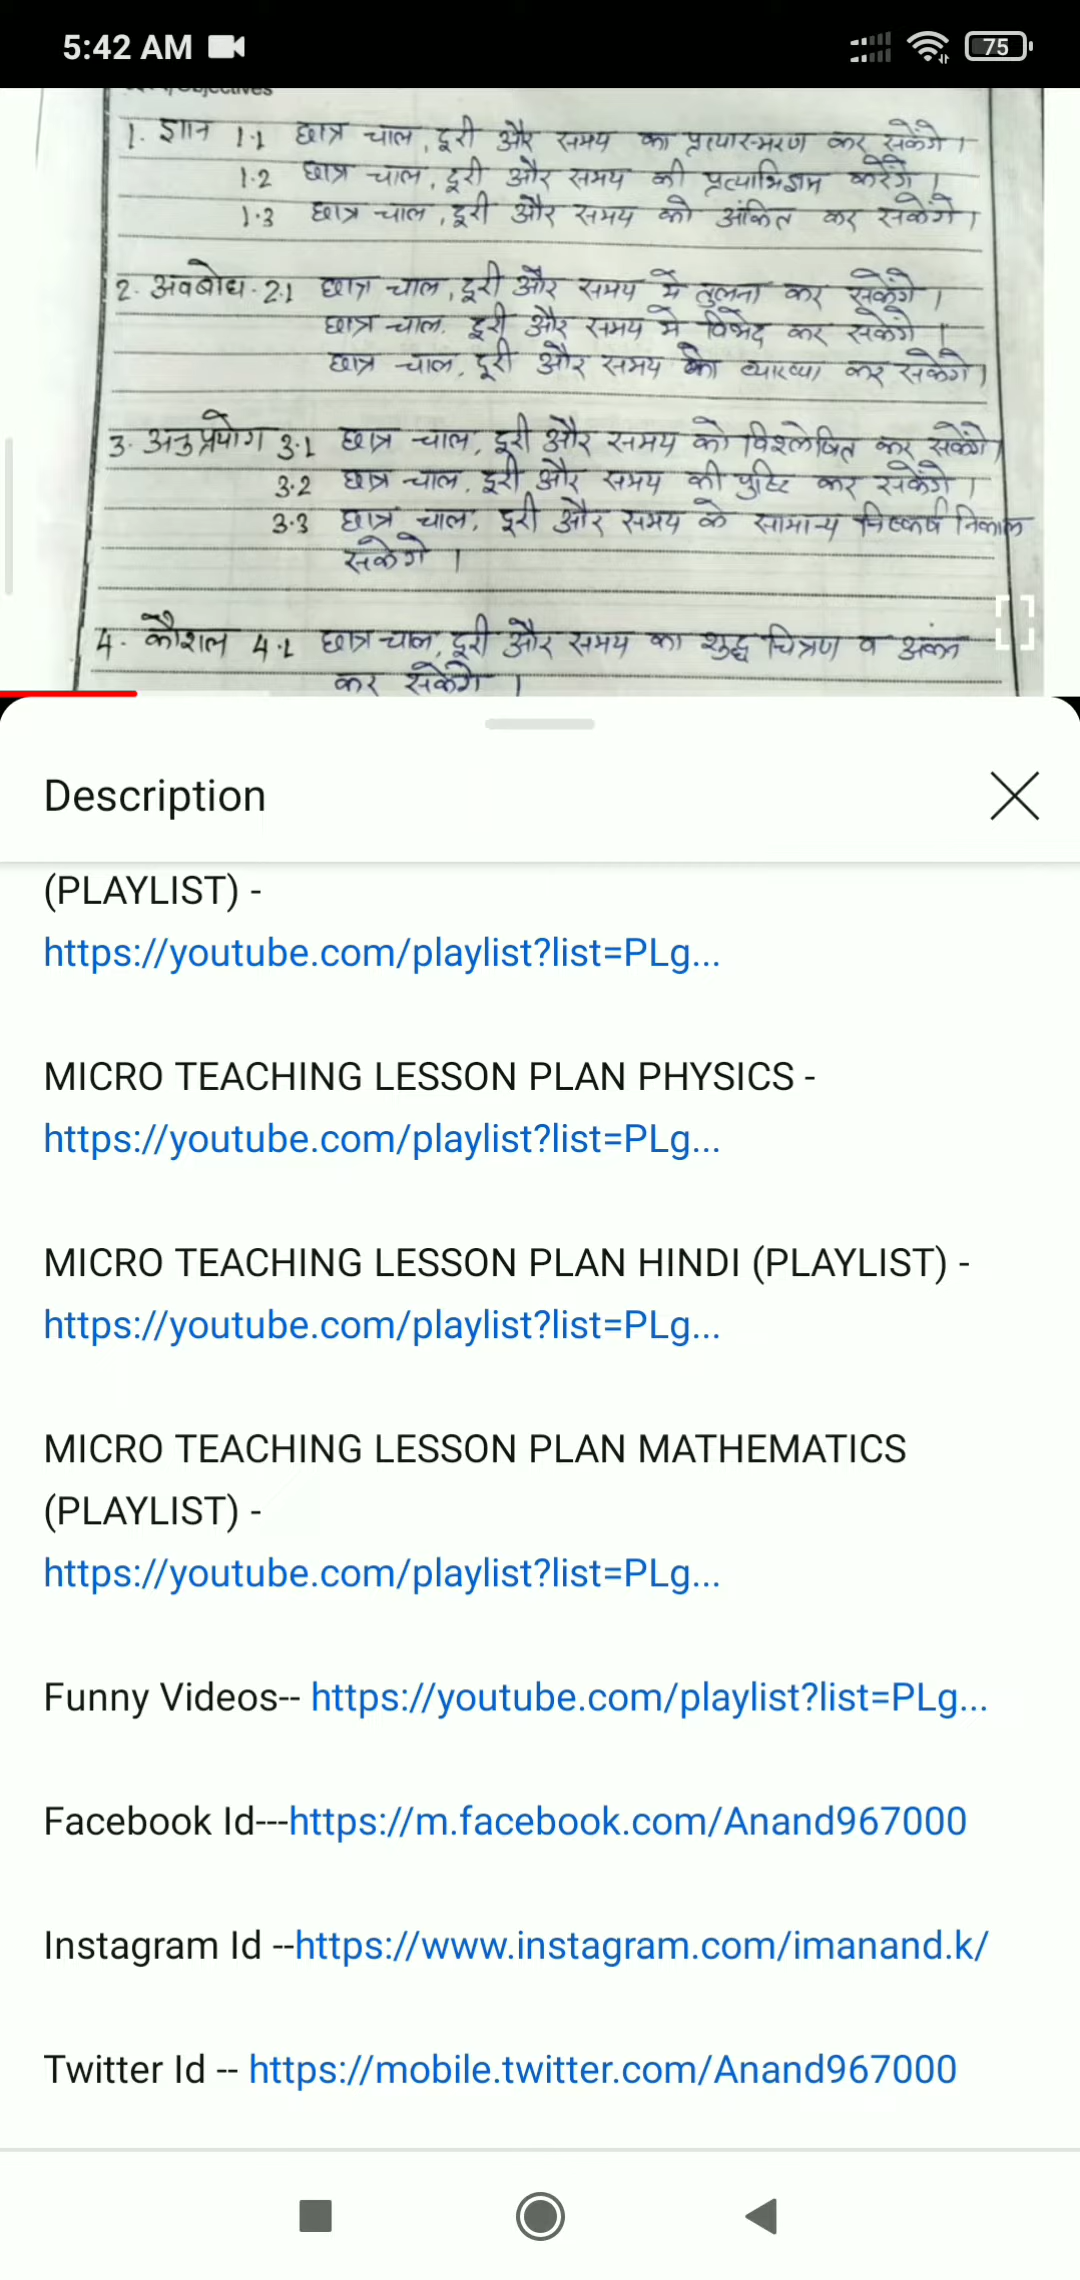 5:42 AM
75
Objectives
1. ज्ञान 1.1 छात्र चाल, दूरी और समय का प्रत्यास्मरण कर सकेंगे।
1.2 छात्र चाल, दूरी और समय की प्रत्याभिज्ञान करेंगे।
1.3 छात्र चाल, दूरी और समय को अंकित कर सकेंगे।
2. अवबोध - 2.1 छात्र चाल, दूरी और समय में तुलना कर सकेंगे।
छात्र चाल, दूरी और समय मे विभेद कर सकेंगे।
छात्र चाल, दूरी और समय की व्याख्या कर सकेंगे।
3. अनुप्रयोग 3.1 छात्र चाल, दूरी और समय को विश्लेषित कर सकेंगे।
3.2 छात्र चाल, दूरी और समय की पुष्टि कर सकेंगे।
3.3 छात्र चाल, दूरी और समय के सामान्य निष्कर्ष निकाल
सकेंगे।
4. कौशल 4.1 छात्र चाल, दूरी और समय का शुद्ध चित्रण व अंकन
कर सकेंगे।
Description
(PLAYLIST) -
https://youtube.com/playlist?list=PLg...
MICRO TEACHING LESSON PLAN PHYSICS -
https://youtube.com/playlist?list=PLg...
MICRO TEACHING LESSON PLAN HINDI (PLAYLIST) -
https://youtube.com/playlist?list=PLg...
MICRO TEACHING LESSON PLAN MATHEMATICS
(PLAYLIST) -
https://youtube.com/playlist?list=PLg...
Funny Videos-- https://youtube.com/playlist?list=PLg...
Facebook Id---https://m.facebook.com/Anand967000
Instagram Id --https://www.instagram.com/imanand.k/
Twitter Id -- https://mobile.twitter.com/Anand967000